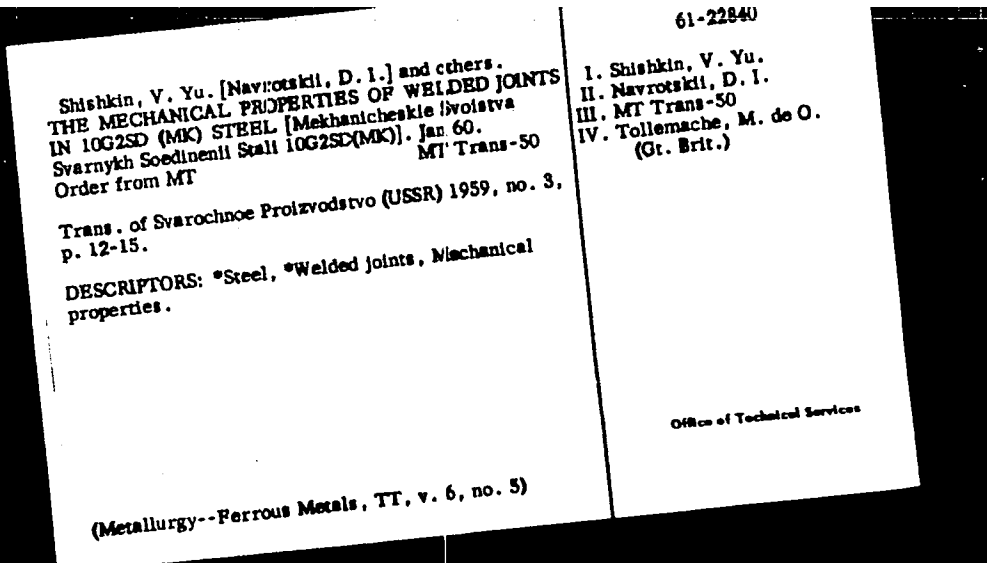 Shishkin, V. Yu. [Navrotskii, D. I.] and others.
THE MECHANICAL PROPERTIES OF WELDED JOINTS
IN 10G2SD (MK) STEEL [Mekhanicheskie Svoistva
Svarnykh Soedinenii Stali 10G2SD(MK)]. Jan. 60.
Order from MT MT Trans-50
Trans. of Svarochnoe Proizvodstvo (USSR) 1959, no. 3,
p. 12-15.
DESCRIPTORS: *Steel, *Welded joints, Mechanical
properties.
(Metallurgy--Ferrous Metals, TT, v. 6, no. 5)
61-22840
I. Shishkin, V. Yu.
II. Navrotskii, D. I.
III. MT Trans-50
IV. Tollemache, M. de O.
(Gt. Brit.)
Office of Technical Services